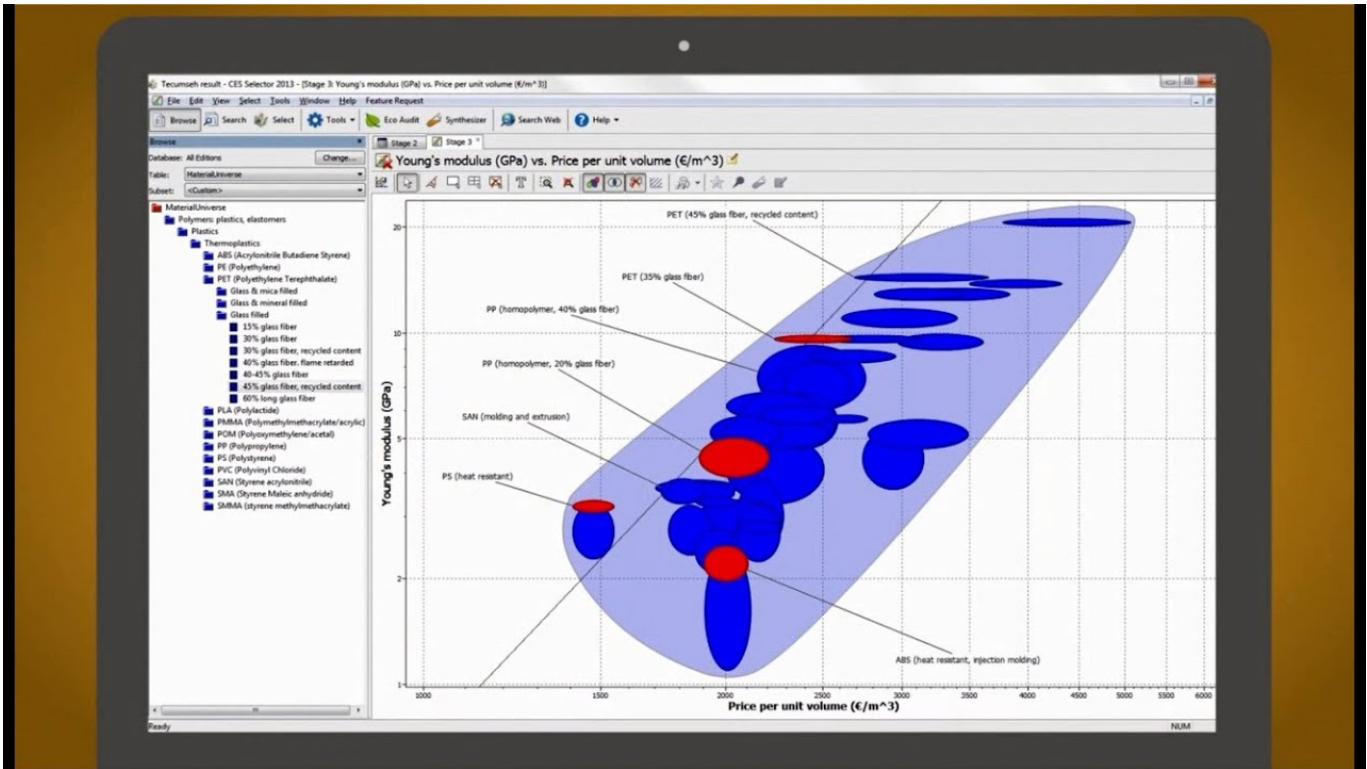 Tecumseh result - CES Selector 2013 - [Stage 3: Young's modulus (GPa) vs. Price per unit volume (€/m^3)]
File Edit View Select Tools Window Help Feature Request
Browse Search Select Tools Eco Audit Synthesizer Search Web Help
Browse
Database: All Editions Change...
Table: MaterialUniverse
Subset: <Custom>
MaterialUniverse
Polymers: plastics, elastomers
Plastics
Thermoplastics
ABS (Acrylonitrile Butadiene Styrene)
PE (Polyethylene)
PET (Polyethylene Terephthalate)
Glass & mica filled
Glass & mineral filled
Glass filled
15% glass fiber
30% glass fiber
30% glass fiber, recycled content
40% glass fiber, flame retarded
40-45% glass fiber
45% glass fiber, recycled content
60% long glass fiber
PLA (Polylactide)
PMMA (Polymethylmethacrylate/acrylic)
POM (Polyoxymethylene/acetal)
PP (Polypropylene)
PS (Polystyrene)
PVC (Polyvinyl Chloride)
SAN (Styrene acrylonitrile)
SMA (Styrene Maleic anhydride)
SMMA (styrene methylmethacrylate)
Stage 2 Stage 3
Young's modulus (GPa) vs. Price per unit volume (€/m^3)
PET (45% glass fiber, recycled content)
20
PET (35% glass fiber)
PP (homopolymer, 40% glass fiber)
10
PP (homopolymer, 20% glass fiber)
SAN (molding and extrusion)
5
PS (heat resistant)
2
ABS (heat resistant, injection molding)
1
Young's modulus (GPa)
1000 1500 2000 2500 3000 3500 4000 4500 5000 5500 6000
Price per unit volume (€/m^3)
Ready NUM